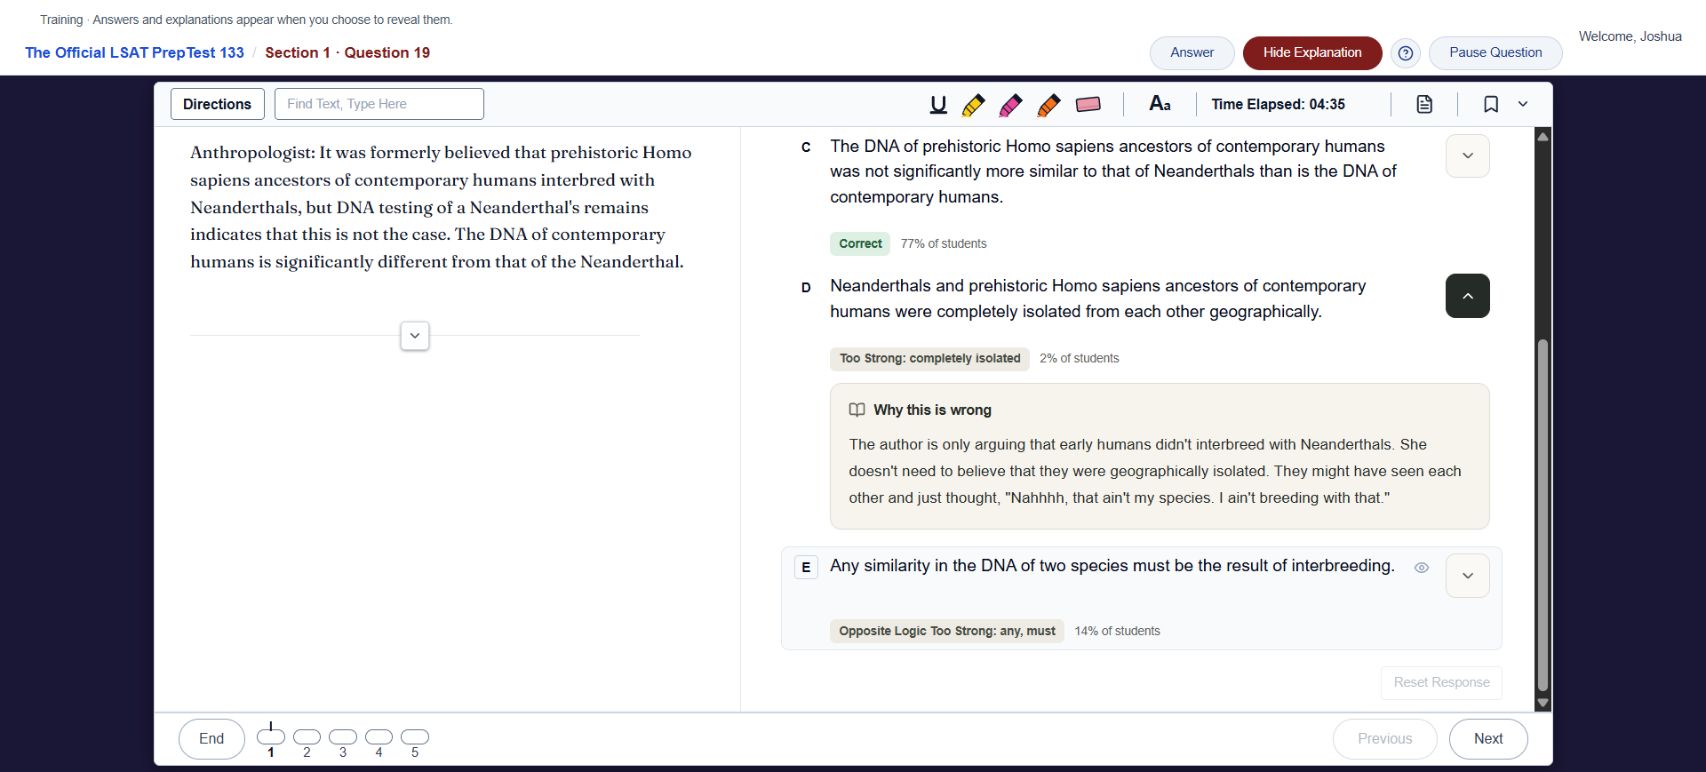 Training · Answers and explanations appear when you choose to reveal them.
The Official LSAT PrepTest 133 / Section 1 · Question 19
Answer
Hide Explanation
Pause Question
Welcome, Joshua
Directions
Find Text, Type Here
Aa
Time Elapsed: 04:35
Anthropologist: It was formerly believed that prehistoric Homo
sapiens ancestors of contemporary humans interbred with
Neanderthals, but DNA testing of a Neanderthal's remains
indicates that this is not the case. The DNA of contemporary
humans is significantly different from that of the Neanderthal.
C The DNA of prehistoric Homo sapiens ancestors of contemporary humans
was not significantly more similar to that of Neanderthals than is the DNA of
contemporary humans.
Correct 77% of students
D Neanderthals and prehistoric Homo sapiens ancestors of contemporary
humans were completely isolated from each other geographically.
Too Strong: completely isolated 2% of students
Why this is wrong
The author is only arguing that early humans didn't interbreed with Neanderthals. She
doesn't need to believe that they were geographically isolated. They might have seen each
other and just thought, "Nahhhh, that ain't my species. I ain't breeding with that."
E Any similarity in the DNA of two species must be the result of interbreeding.
Opposite Logic Too Strong: any, must 14% of students
Reset Response
End
1 2 3 4 5
Previous
Next